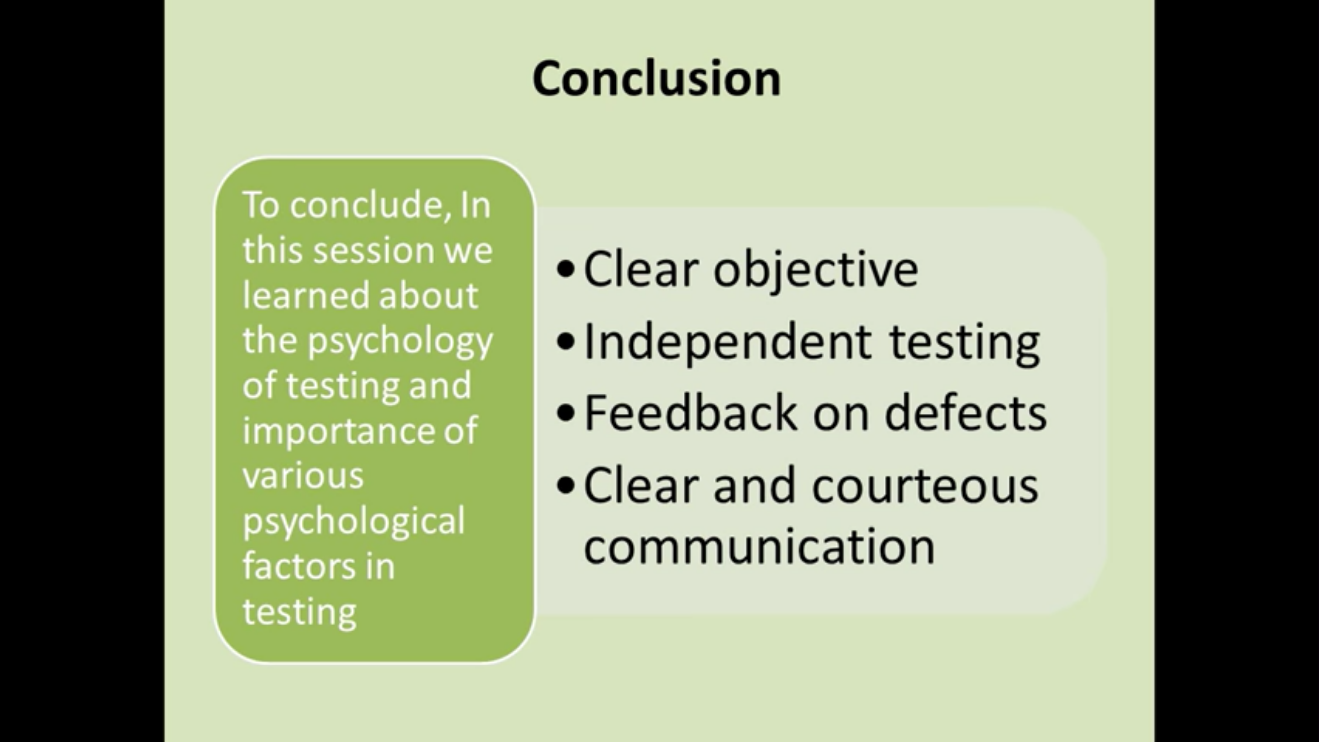 Conclusion
To conclude, In
this session we
learned about
the psychology
of testing and
importance of
various
psychological
factors in
testing
•Clear objective
•Independent testing
•Feedback on defects
•Clear and courteous
communication